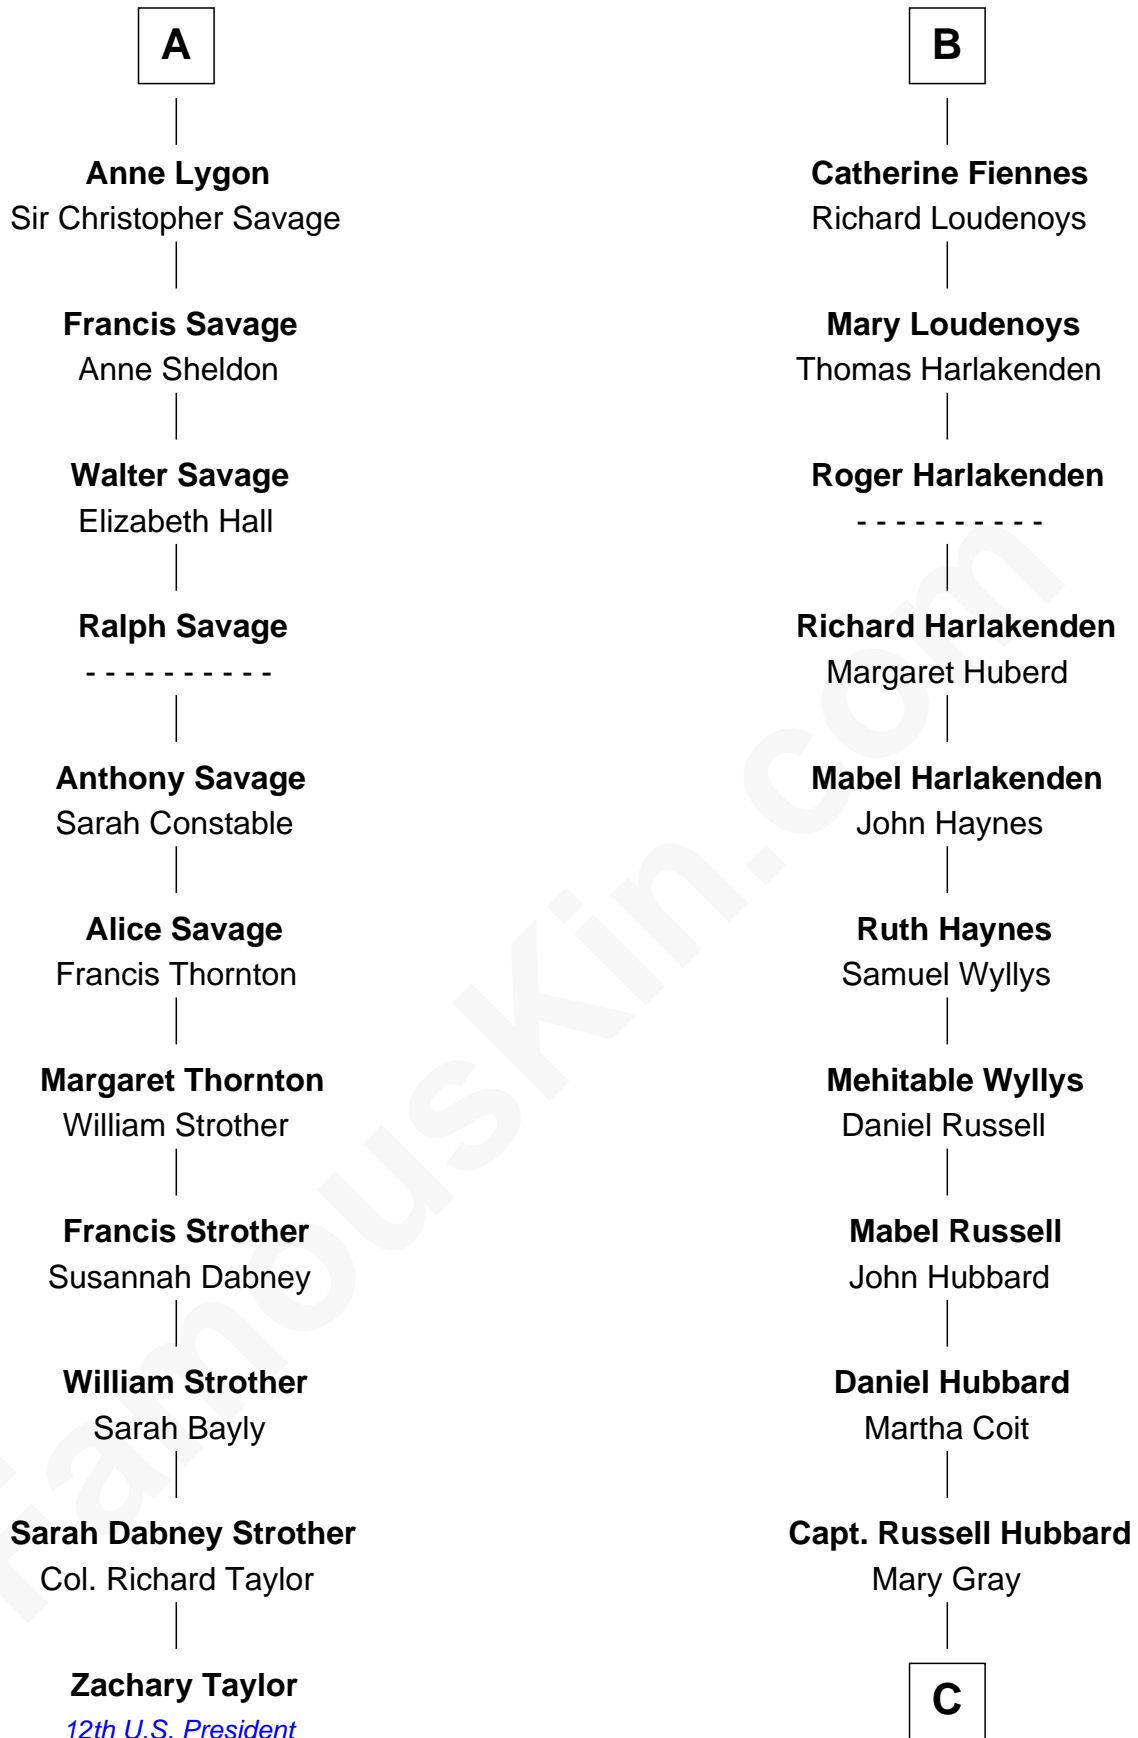 A
Anne Lygon
Sir Christopher Savage
Francis Savage
Anne Sheldon
Walter Savage
Elizabeth Hall
Ralph Savage
- - - - - - - - - -
Anthony Savage
Sarah Constable
Alice Savage
Francis Thornton
Margaret Thornton
William Strother
Francis Strother
Susannah Dabney
William Strother
Sarah Bayly
Sarah Dabney Strother
Col. Richard Taylor
Zachary Taylor
12th U.S. President
B
Catherine Fiennes
Richard Loudenoys
Mary Loudenoys
Thomas Harlakenden
Roger Harlakenden
- - - - - - - - - -
Richard Harlakenden
Margaret Huberd
Mabel Harlakenden
John Haynes
Ruth Haynes
Samuel Wyllys
Mehitable Wyllys
Daniel Russell
Mabel Russell
John Hubbard
Daniel Hubbard
Martha Coit
Capt. Russell Hubbard
Mary Gray
C
FamousKin.com